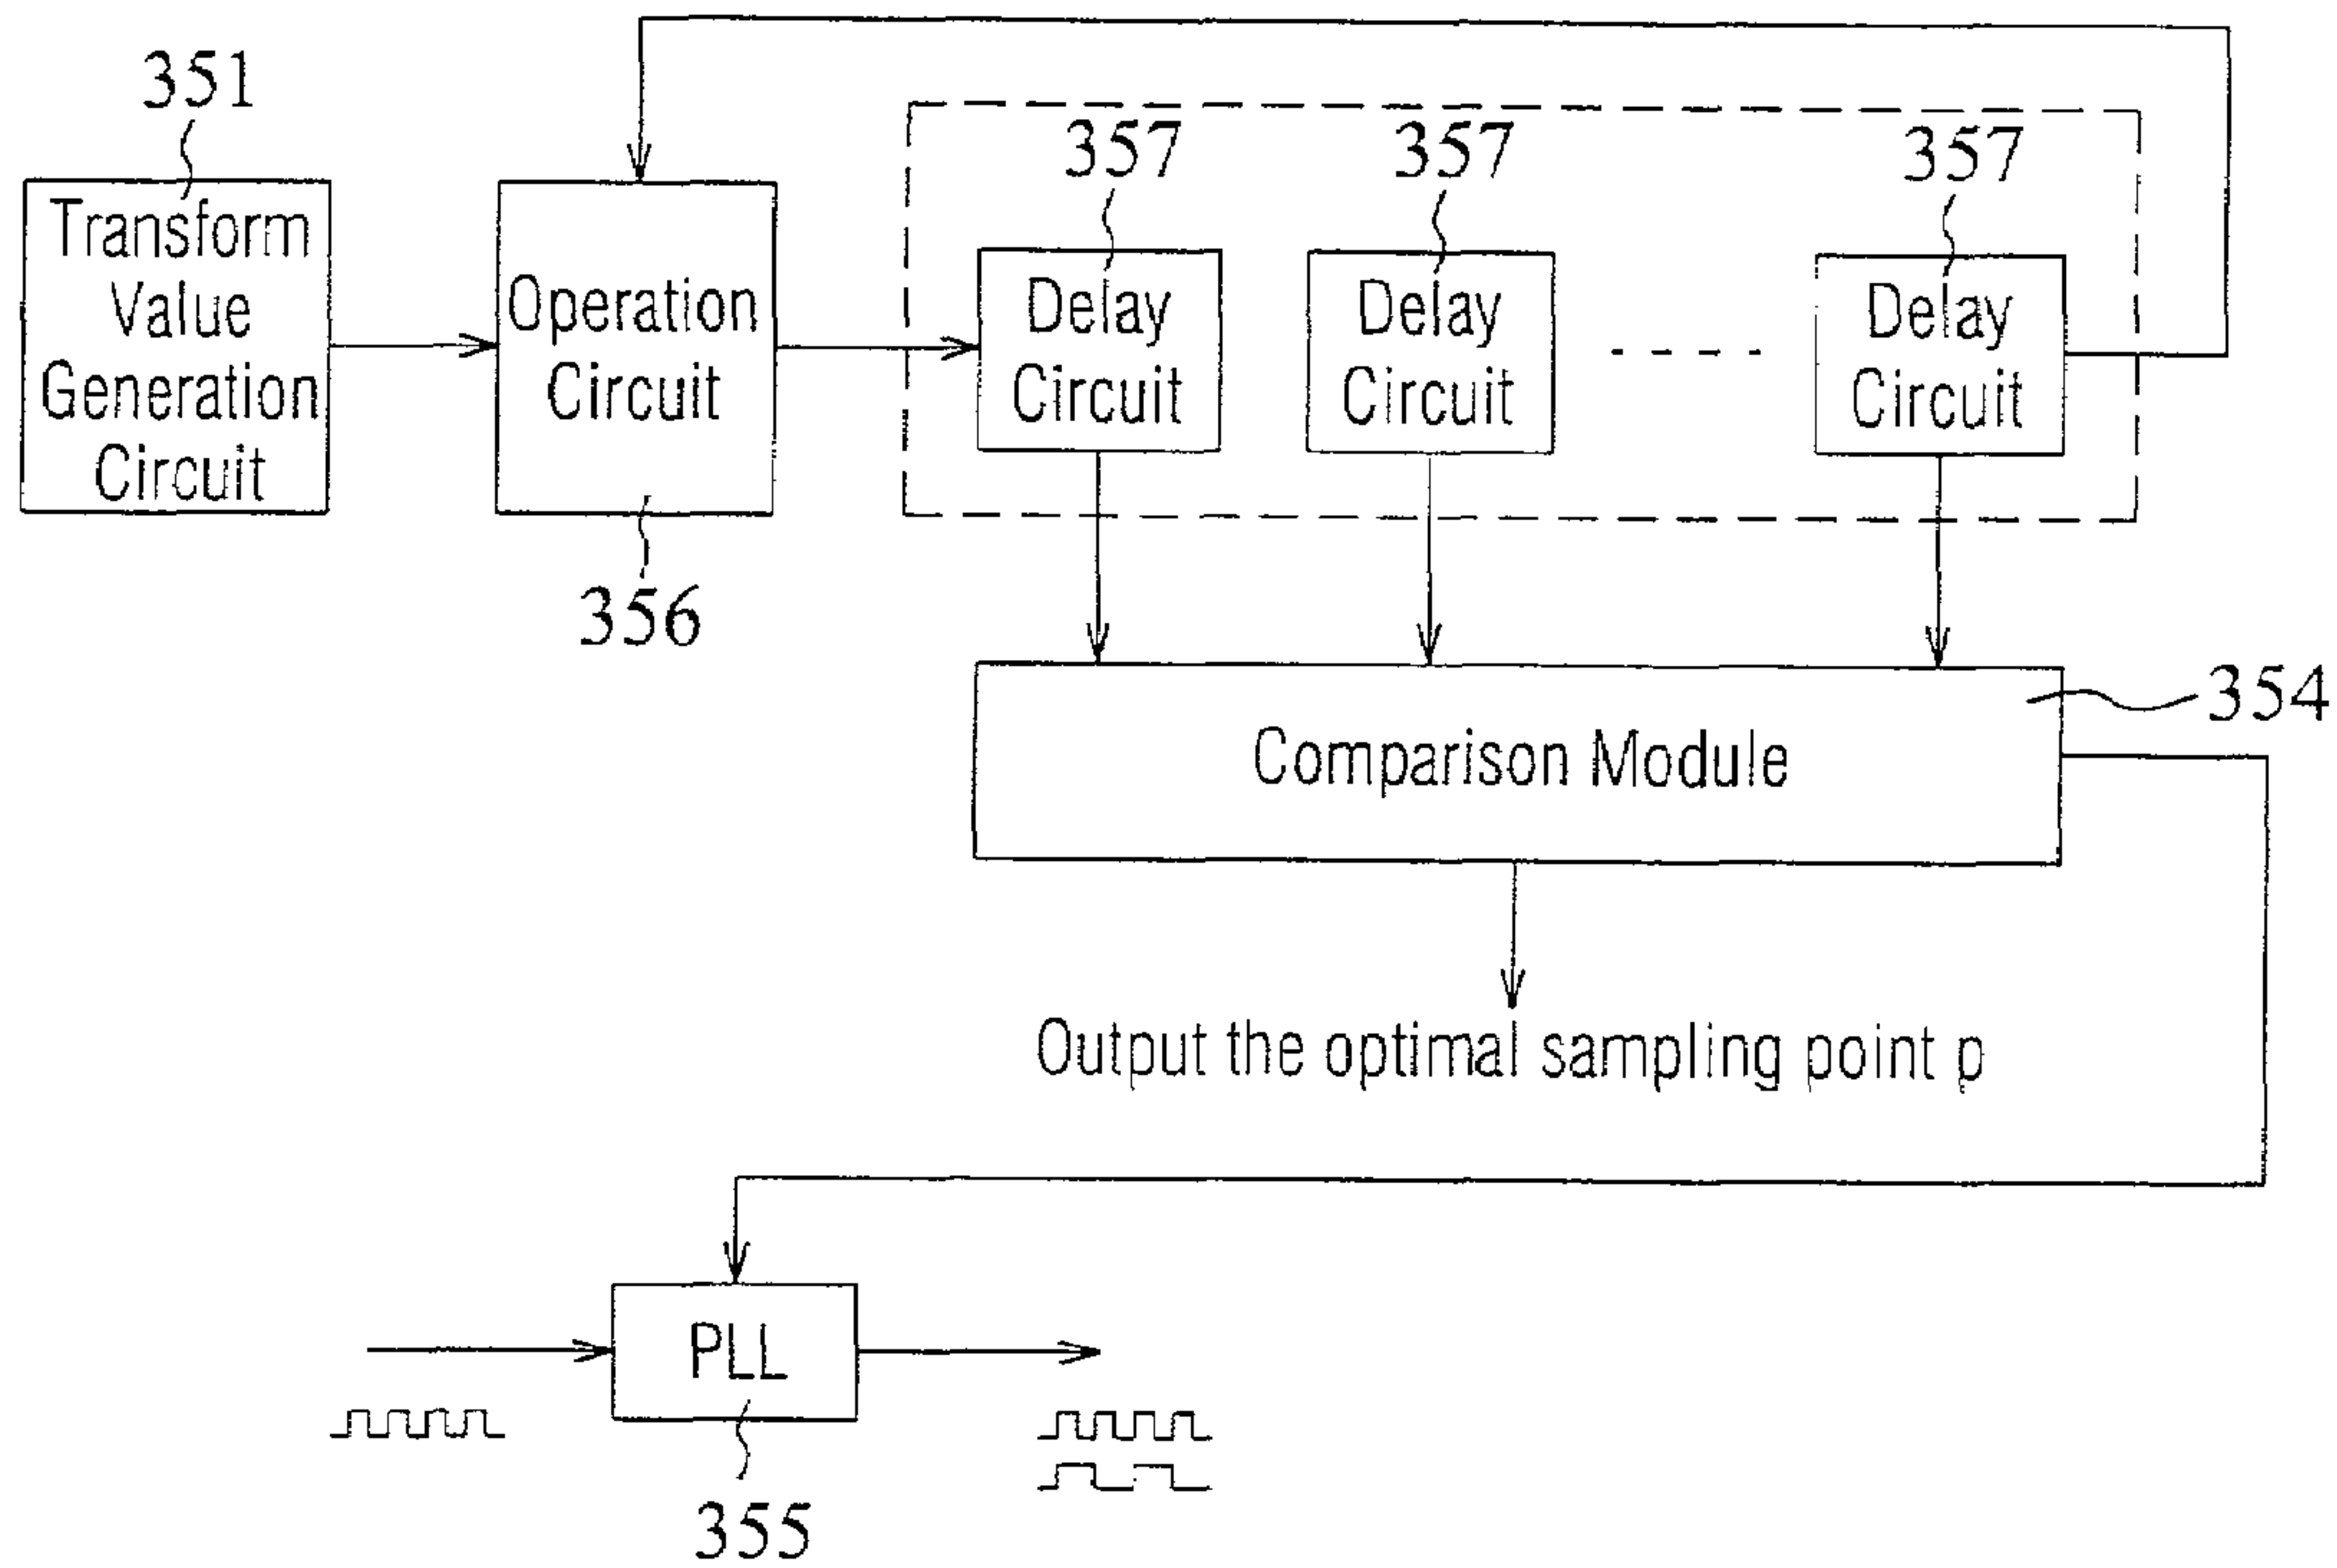 351
357
357
357
Transform
Value
Generation
Circuit
Operation
Circuit
Delay
Circuit
Delay
Circuit
Delay
Circuit
356
354
Comparison Module
Output the optimal sampling point p
PLL
355